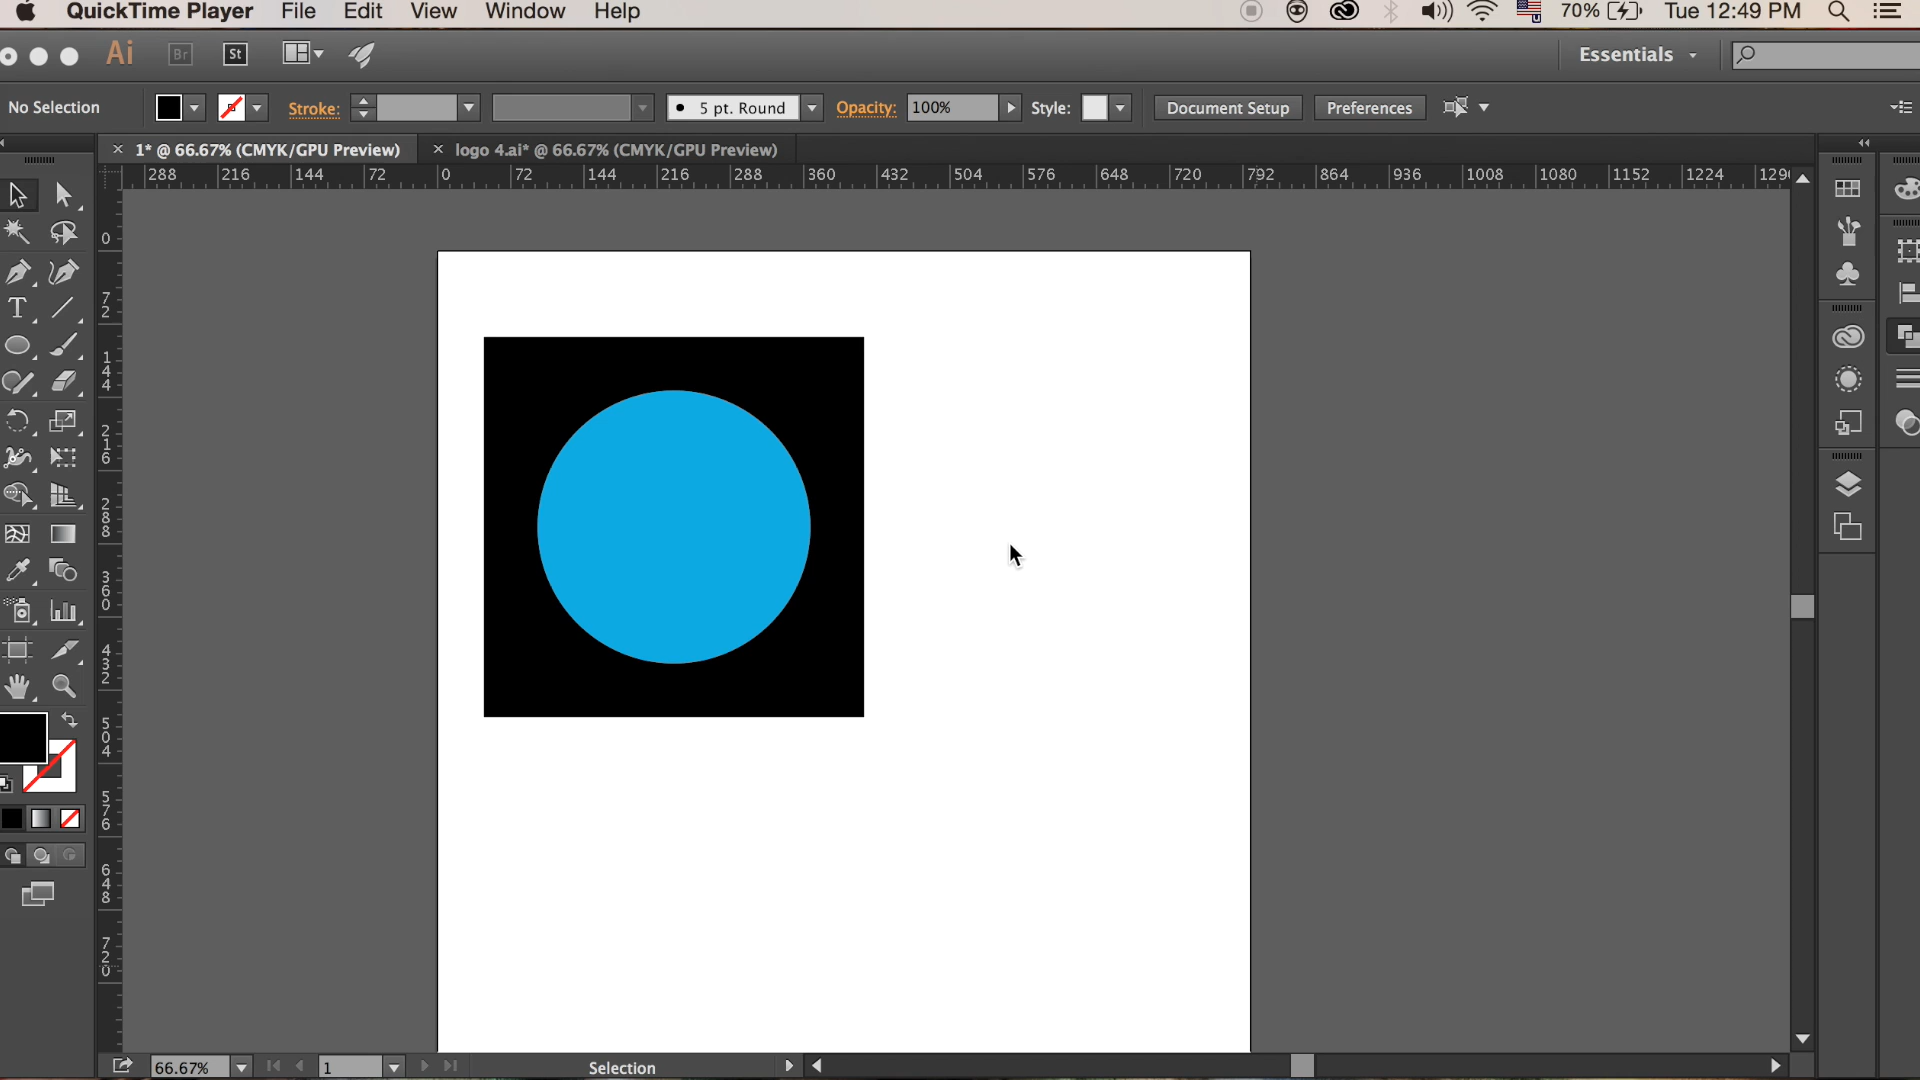 QuickTime Player File Edit View Window Help 70% Tue 12:49 PM
Ai Br St Essentials
No Selection Stroke: 5 pt. Round Opacity: 100% Style: Document Setup Preferences
× 1* @ 66.67% (CMYK/GPU Preview) × logo 4.ai* @ 66.67% (CMYK/GPU Preview)
288 216 144 72 0 72 144 216 288 360 432 504 576 648 720 792 864 936 1008 1080 1152 1224 129
0
72
144
216
288
360
432
504
576
648
720
T
66.67% 1 Selection